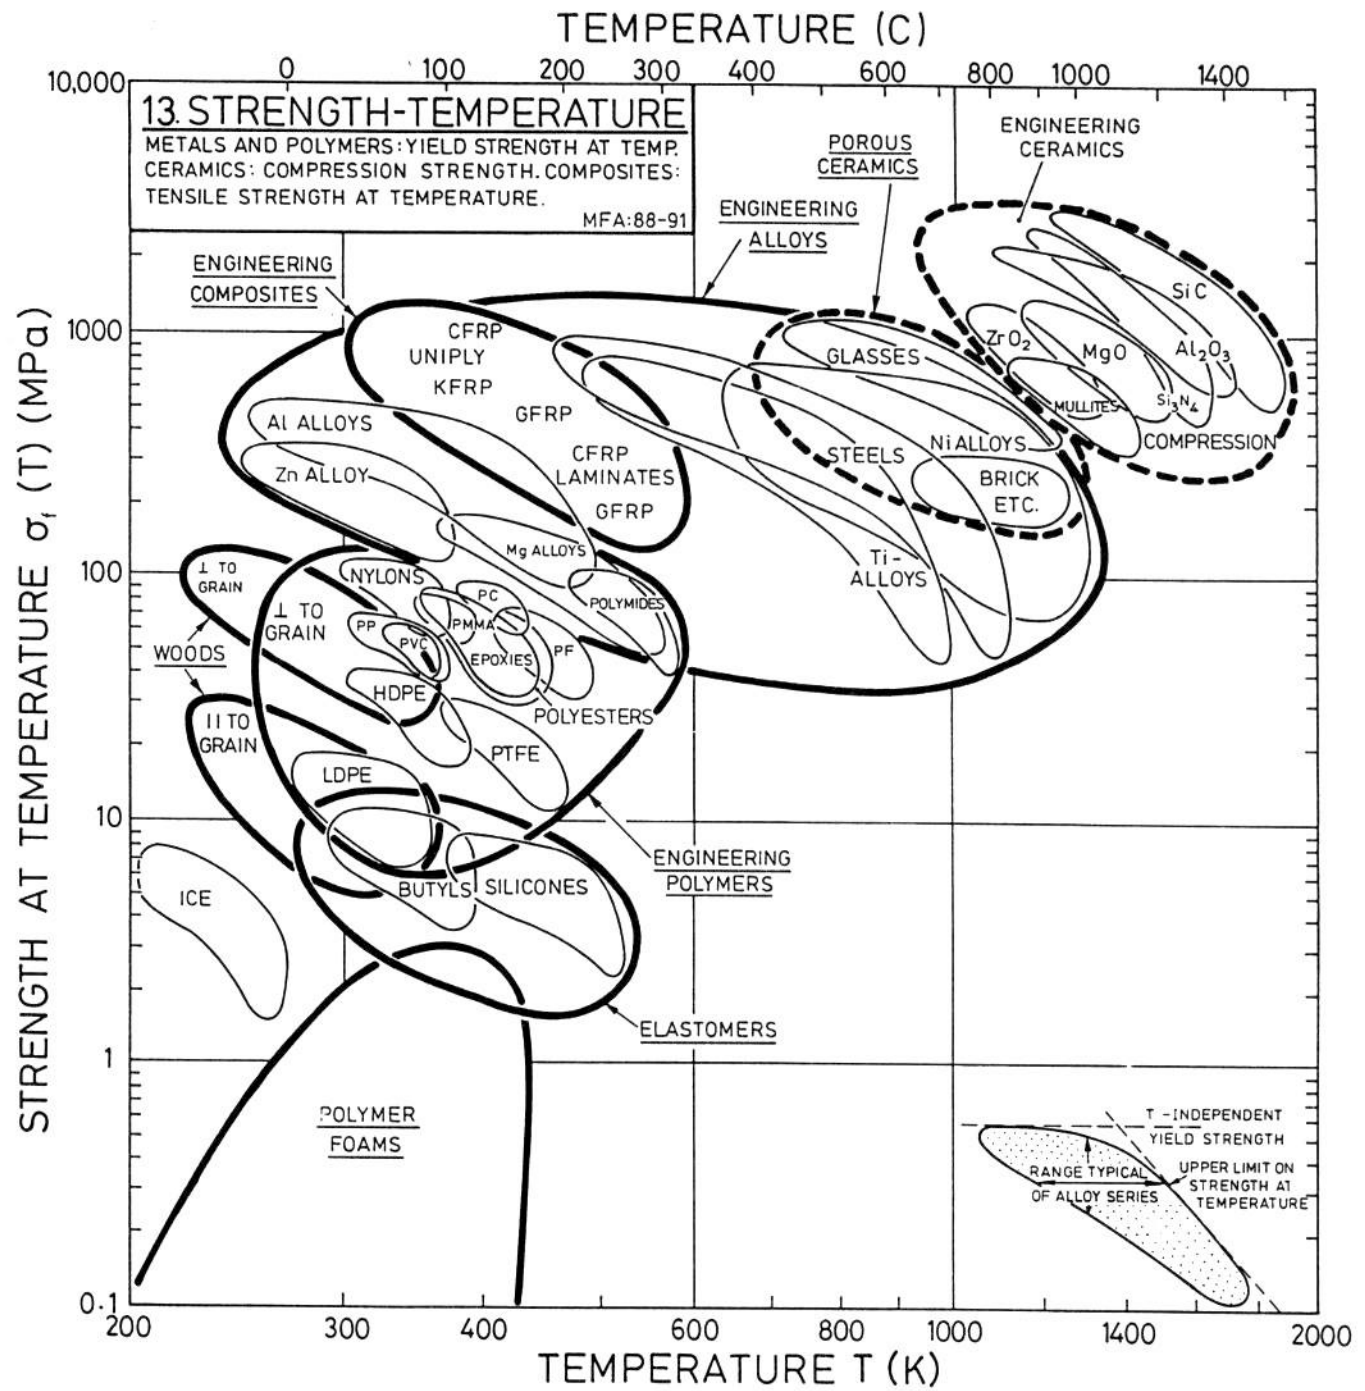 TEMPERATURE (C)
0 100 200 300 400 600 800 1000 1400
10,000
13. STRENGTH-TEMPERATURE
METALS AND POLYMERS: YIELD STRENGTH AT TEMP.
CERAMICS: COMPRESSION STRENGTH. COMPOSITES:
TENSILE STRENGTH AT TEMPERATURE.
MFA:88-91
ENGINEERING
CERAMICS
POROUS
CERAMICS
ENGINEERING
ALLOYS
ENGINEERING
COMPOSITES
STRENGTH AT TEMPERATURE σf (T) (MPa)
1000
CFRP
UNIPLY
KFRP
GFRP
CFRP
LAMINATES
GFRP
GLASSES
SiC
ZrO2
MgO
Al2O3
Si3N4
MULLITES
COMPRESSION
Al ALLOYS
Zn ALLOY
STEELS
Ni ALLOYS
BRICK
ETC.
Mg ALLOYS
Ti-
ALLOYS
100
⊥ TO
GRAIN
NYLONS
⊥ TO
GRAIN
PC
POLYMIDES
PP
PMMA
PVC
EPOXIES
PF
WOODS
HDPE
POLYESTERS
II TO
GRAIN
PTFE
LDPE
10
ENGINEERING
POLYMERS
BUTYLS
SILICONES
ICE
ELASTOMERS
1
POLYMER
FOAMS
T-INDEPENDENT
YIELD STRENGTH
RANGE TYPICAL
OF ALLOY SERIES
UPPER LIMIT ON
STRENGTH AT
TEMPERATURE
0.1
200 300 400 600 800 1000 1400 2000
TEMPERATURE T (K)